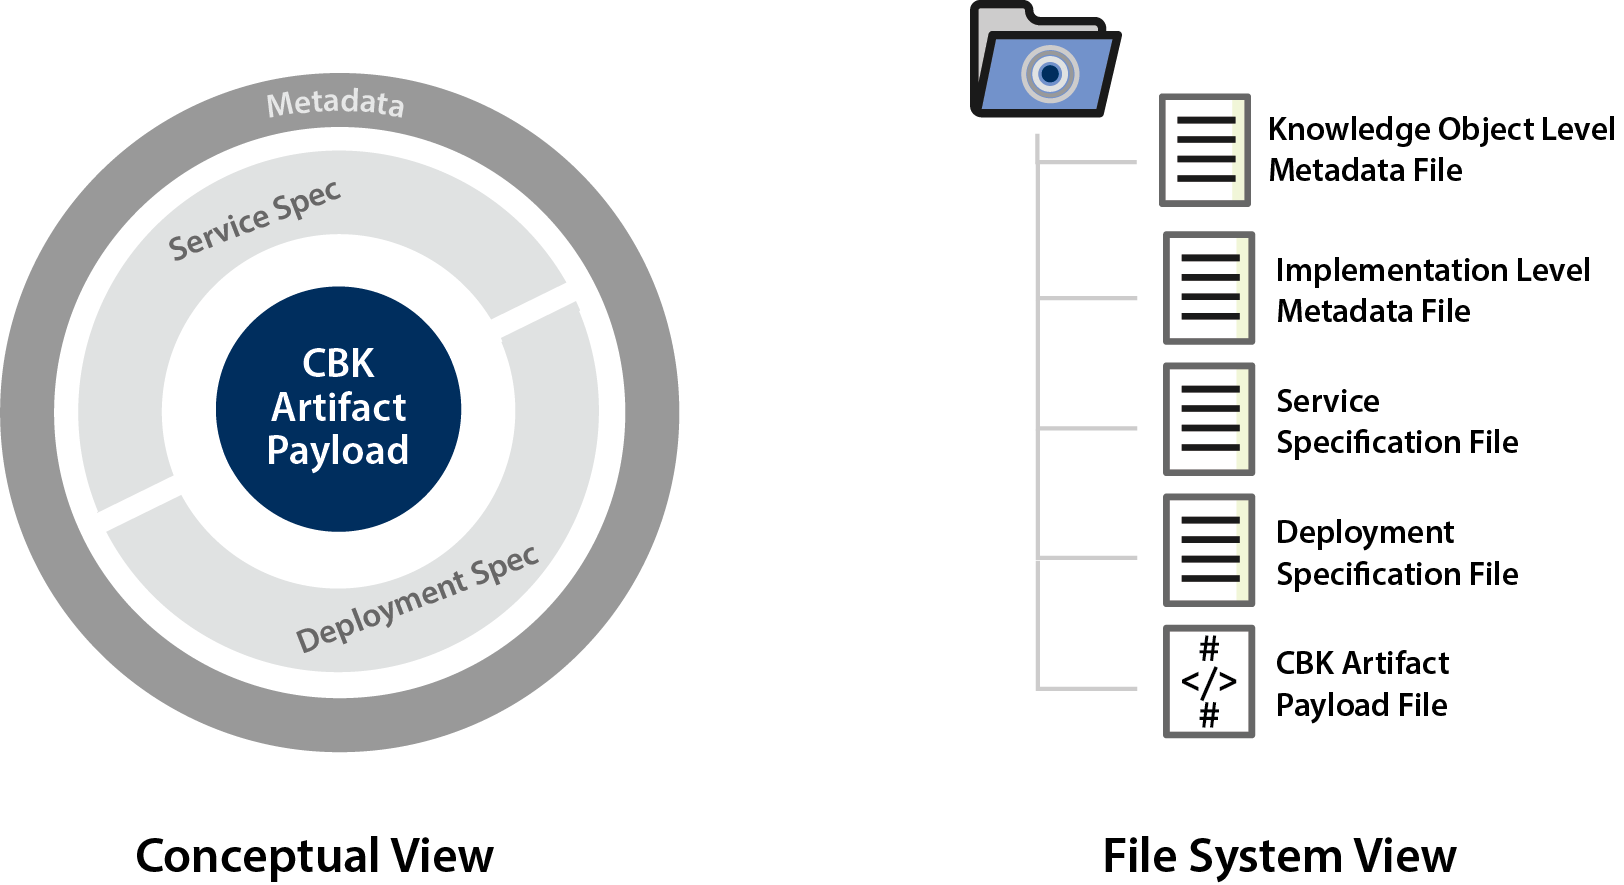 Metadata
Service Spec
CBK
Artifact
Payload
Deployment Spec
Conceptual View
Knowledge Object Level
Metadata File
Implementation Level
Metadata File
Service
Specification File
Deployment
Specification File
#
</>
#
CBK Artifact
Payload File
File System View